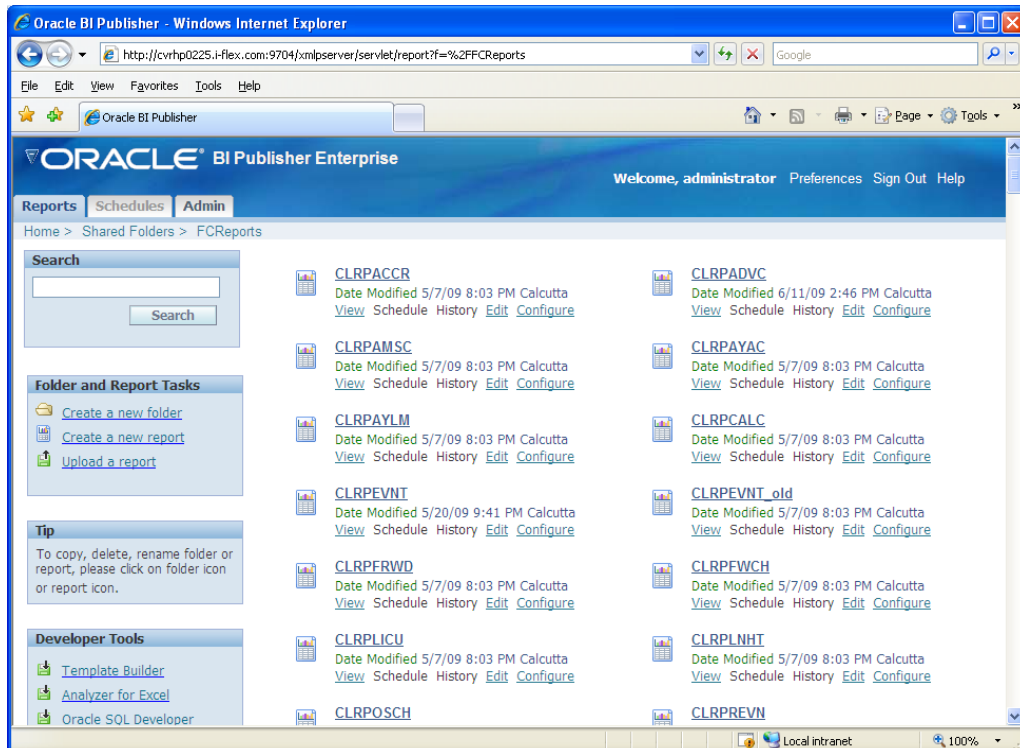 Oracle BI Publisher - Windows Internet Explorer
http://cvrhp0225.i-flex.com:9704/xmlpserver/servlet/report?f=%2FFCReports
Google
File Edit View Favorites Tools Help
Oracle BI Publisher
Page Tools
ORACLE BI Publisher Enterprise
Welcome, administrator Preferences Sign Out Help
Reports Schedules Admin
Home > Shared Folders > FCReports
Search
Search
Folder and Report Tasks
Create a new folder
Create a new report
Upload a report
Tip
To copy, delete, rename folder or
report, please click on folder icon
or report icon.
Developer Tools
Template Builder
Analyzer for Excel
Oracle SQL Developer
CLRPACCR
Date Modified 5/7/09 8:03 PM Calcutta
View Schedule History Edit Configure
CLRPADVC
Date Modified 6/11/09 2:46 PM Calcutta
View Schedule History Edit Configure
CLRPAMSC
Date Modified 5/7/09 8:03 PM Calcutta
View Schedule History Edit Configure
CLRPAYAC
Date Modified 5/7/09 8:03 PM Calcutta
View Schedule History Edit Configure
CLRPAYLM
Date Modified 5/7/09 8:03 PM Calcutta
View Schedule History Edit Configure
CLRPCALC
Date Modified 5/7/09 8:03 PM Calcutta
View Schedule History Edit Configure
CLRPEVNT
Date Modified 5/20/09 9:41 PM Calcutta
View Schedule History Edit Configure
CLRPEVNT_old
Date Modified 5/7/09 8:03 PM Calcutta
View Schedule History Edit Configure
CLRPFRWD
Date Modified 5/7/09 8:03 PM Calcutta
View Schedule History Edit Configure
CLRPFWCH
Date Modified 5/7/09 8:03 PM Calcutta
View Schedule History Edit Configure
CLRPLICU
Date Modified 5/7/09 8:03 PM Calcutta
View Schedule History Edit Configure
CLRPLNHT
Date Modified 5/7/09 8:03 PM Calcutta
View Schedule History Edit Configure
CLRPOSCH
CLRPREVN
Local intranet
100%